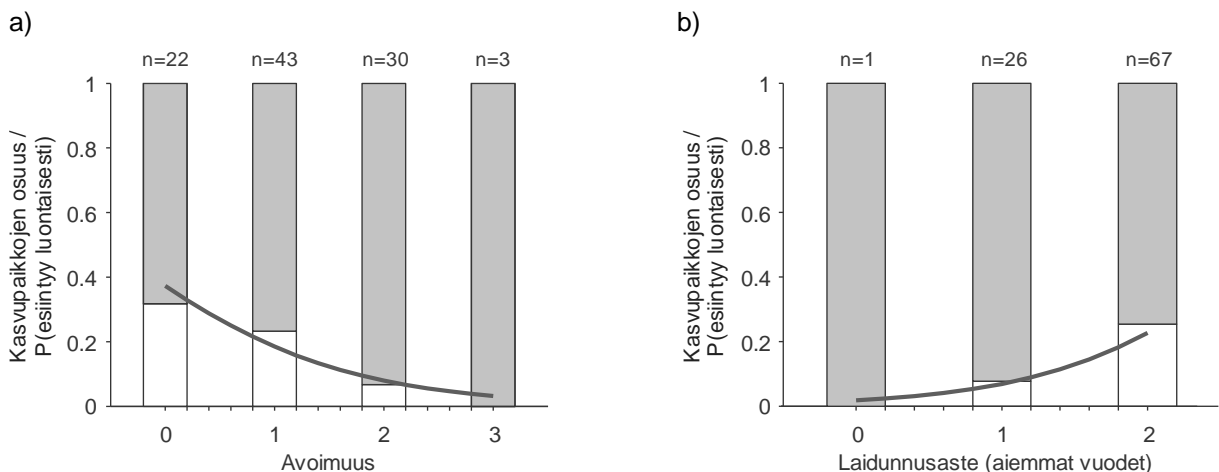 a)
n=22 n=43 n=30 n=3
Kasvupaikkojen osuus /
P(esiintyy luontaisesti)
1
0.8
0.6
0.4
0.2
0
0 1 2 3
Avoimuus
b)
n=1 n=26 n=67
Kasvupaikkojen osuus /
P(esiintyy luontaisesti)
1
0.8
0.6
0.4
0.2
0
0 1 2
Laidunnusaste (aiemmat vuodet)